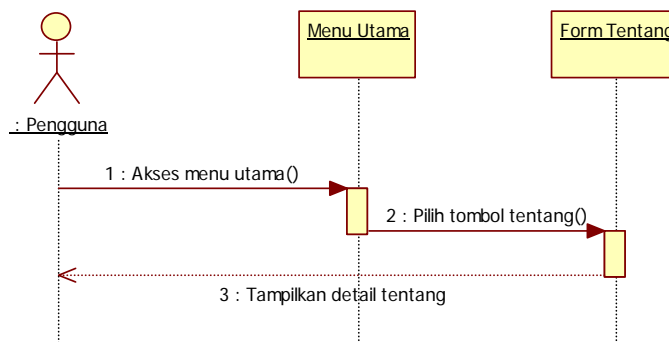 Menu Utama
Form Tentang
: Pengguna
1 : Akses menu utama()
2 : Pilih tombol tentang()
3 : Tampilkan detail tentang